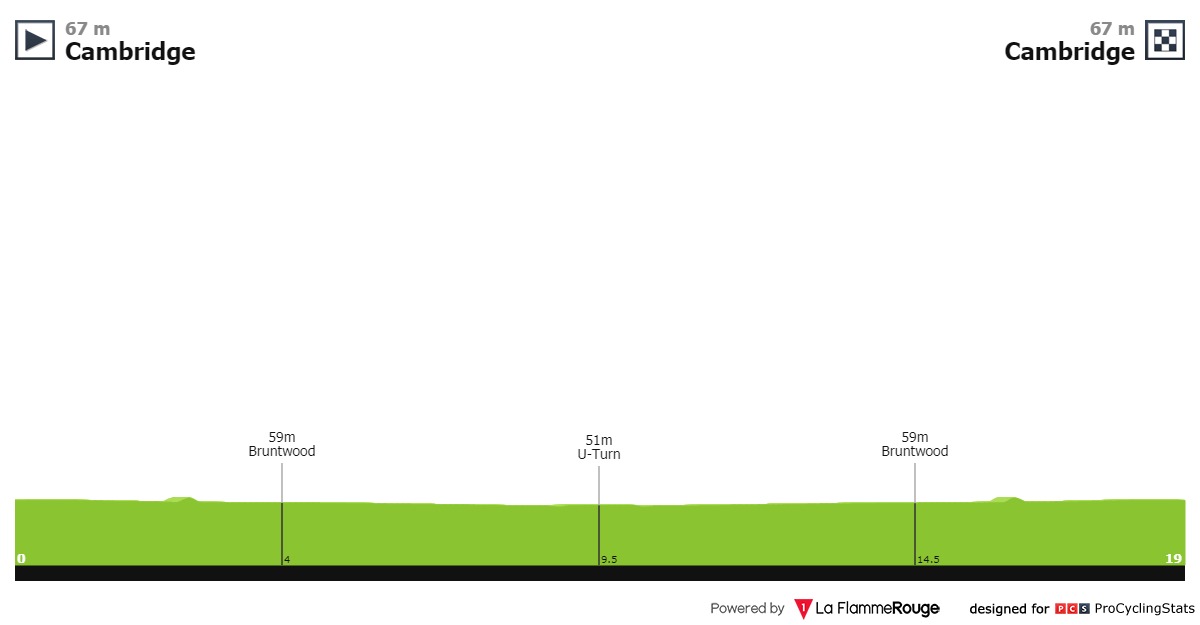 67 m
Cambridge
67 m
Cambridge
59m
Bruntwood
51m
U-Turn
59m
Bruntwood
0
4
9.5
14.5
19
Powered by 1 La FlammeRouge designed for PCS ProCyclingStats